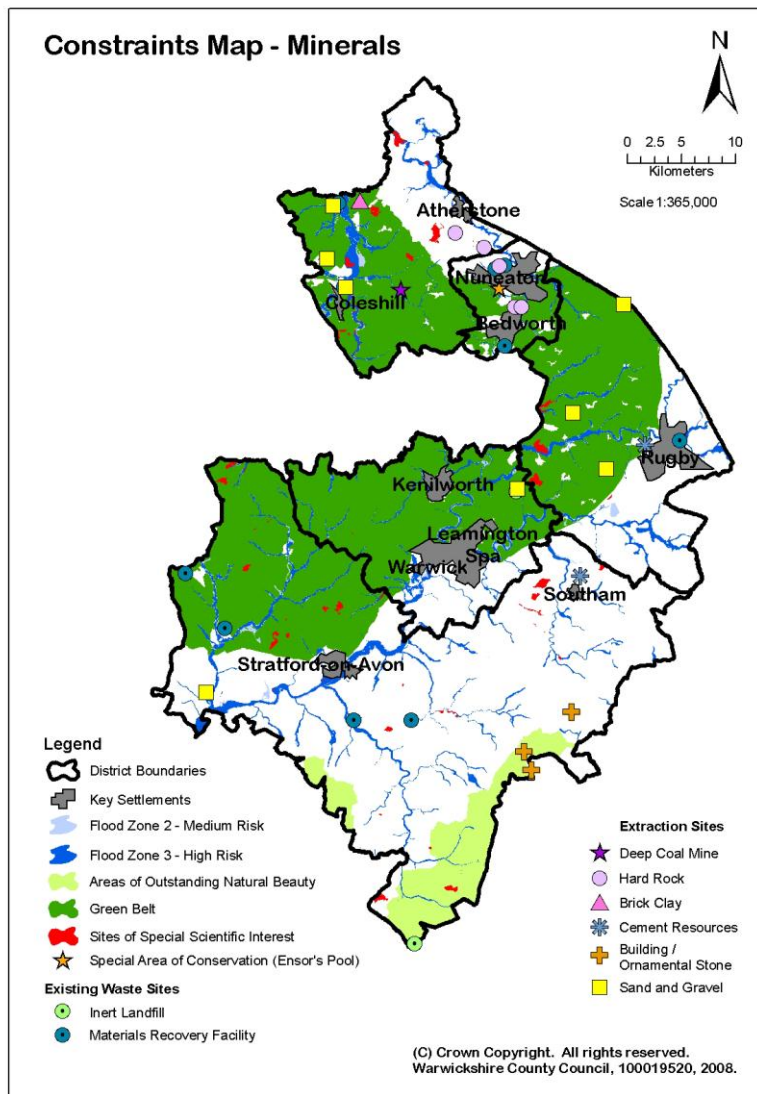 Constraints Map - Minerals
N
0 2.5 5 10
Kilometers
Scale 1:365,000
Atherstone
Nuneaton
Coleshill
Bedworth
Rugby
Kenilworth
Leamington
Spa
Warwick
Southam
Stratford-on-Avon
Legend
District Boundaries
Key Settlements
Flood Zone 2 - Medium Risk
Flood Zone 3 - High Risk
Areas of Outstanding Natural Beauty
Green Belt
Sites of Special Scientific Interest
Special Area of Conservation (Ensor's Pool)
Existing Waste Sites
Inert Landfill
Materials Recovery Facility
Extraction Sites
Deep Coal Mine
Hard Rock
Brick Clay
Cement Resources
Building /
Ornamental Stone
Sand and Gravel
(C) Crown Copyright. All rights reserved.
Warwickshire County Council, 100019520, 2008.